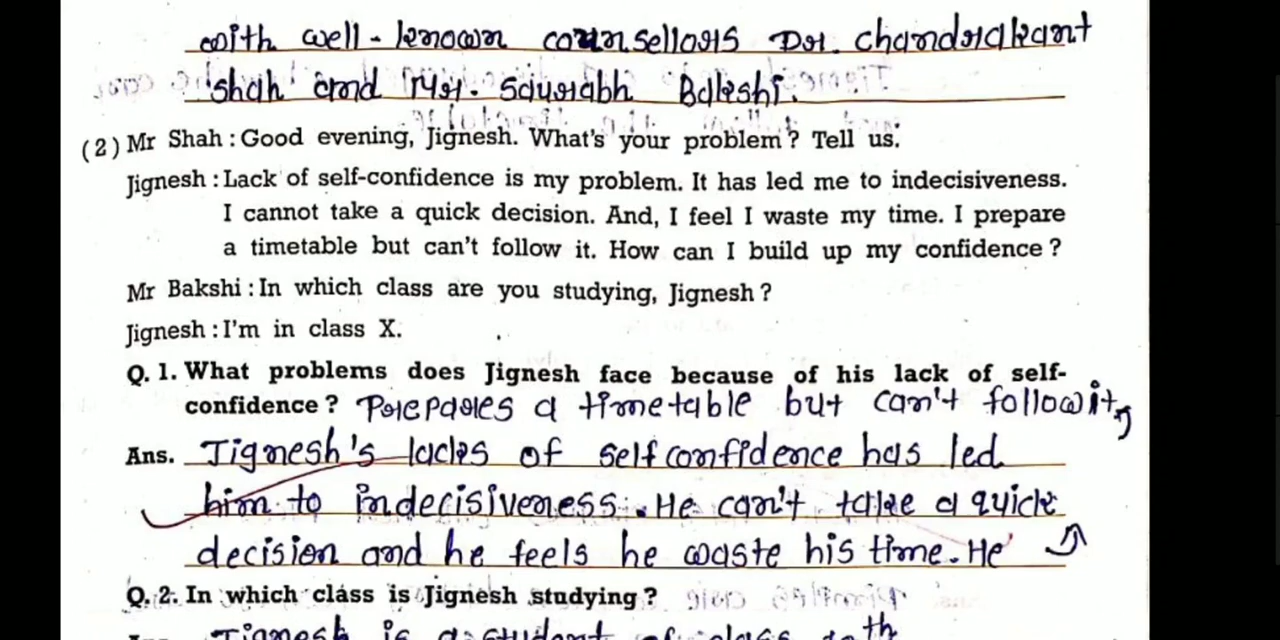 with well-known counsellors Dr. chandrakant
shah and Mr. Saurabh Bakshi.
(2) Mr Shah : Good evening, Jignesh. What's your problem ? Tell us.
Jignesh : Lack of self-confidence is my problem. It has led me to indecisiveness.
I cannot take a quick decision. And, I feel I waste my time. I prepare
a timetable but can't follow it. How can I build up my confidence ?
Mr Bakshi : In which class are you studying, Jignesh ?
Jignesh : I'm in class X.
Q. 1. What problems does Jignesh face because of his lack of self-
confidence ? Prepares a timetable but can't follow it,
Ans. Jignesh's lacks of self confidence has led
him to indecisiveness. He can't take a quick
decision and he feels he waste his time. He
Q. 2. In which class is Jignesh studying ?
Jignesh is a student of class 10th